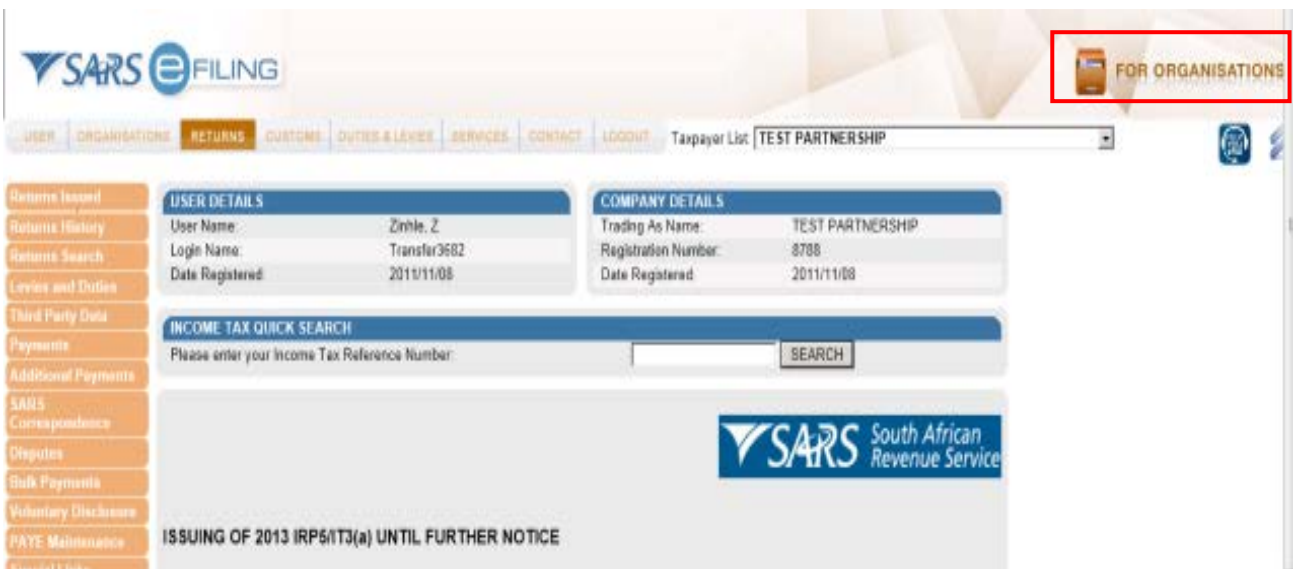 SARS eFILING
FOR ORGANISATIONS
USER ORGANISATIONS RETURNS CUSTOMS DUTIES & LEVIES SERVICES CONTACT LOGOUT Taxpayer List TEST PARTNERSHIP
Returns Issued
Returns History
Returns Search
Levies and Duties
Third Party Data
Payments
Additional Payments
SARS
Correspondence
Disputes
Bulk Payments
Voluntary Disclosure
PAYE Maintenance
USER DETAILS
User Name: Zinhle, Z
Login Name: Transfer3682
Date Registered 2011/11/08
COMPANY DETAILS
Trading As Name: TEST PARTNERSHIP
Registration Number: 8788
Date Registered 2011/11/08
INCOME TAX QUICK SEARCH
Please enter your Income Tax Reference Number: SEARCH
SARS South African
Revenue Service
ISSUING OF 2013 IRP5/IT3(a) UNTIL FURTHER NOTICE